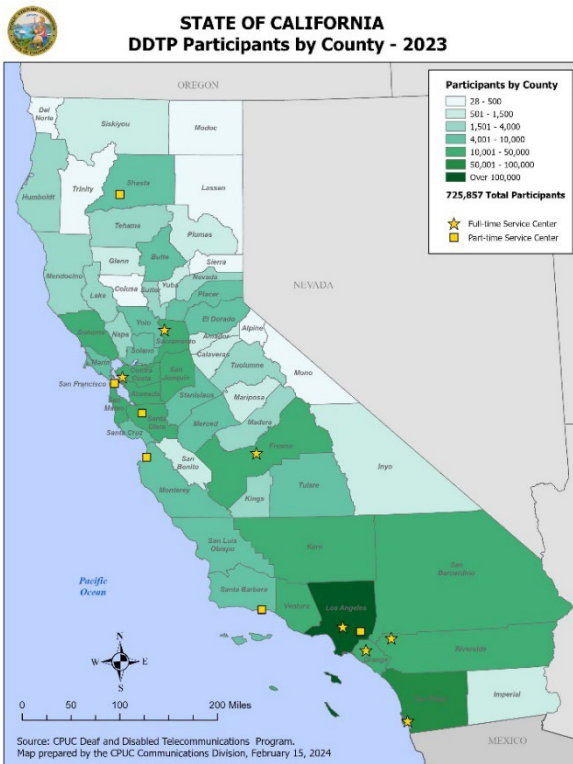 STATE OF CALIFORNIA
DDTP Participants by County - 2023
OREGON
Participants by County
28 - 500
501 - 1,500
1,501 - 4,000
4,001 - 10,000
10,001 - 50,000
50,001 - 100,000
Over 100,000
725,857 Total Participants
Full-time Service Center
Part-time Service Center
Del
Norte
Siskiyou
Modoc
Humboldt
Trinity
Shasta
Lassen
Tehama
Plumas
Mendocino
Glenn
Butte
Sierra
Colusa
Lake
Sutter
Yuba
Nevada
Placer
NEVADA
Sonoma
Napa
Yolo
El Dorado
Sacramento
Alpine
Amador
Marin
Solano
Calaveras
San Francisco
Contra
Costa
San
Joaquin
Tuolumne
Mono
Alameda
San
Mateo
Santa
Clara
Stanislaus
Mariposa
Santa Cruz
Merced
Madera
San
Benito
Fresno
Inyo
Monterey
Kings
Tulare
San Luis
Obispo
Kern
San
Bernardino
Santa Barbara
Ventura
Los Angeles
Pacific
Ocean
Orange
Riverside
Imperial
N
W
E
S
0
50
100
200 Miles
MEXICO
Source: CPUC Deaf and Disabled Telecommunications Program.
Map prepared by the CPUC Communications Division, February 15, 2024